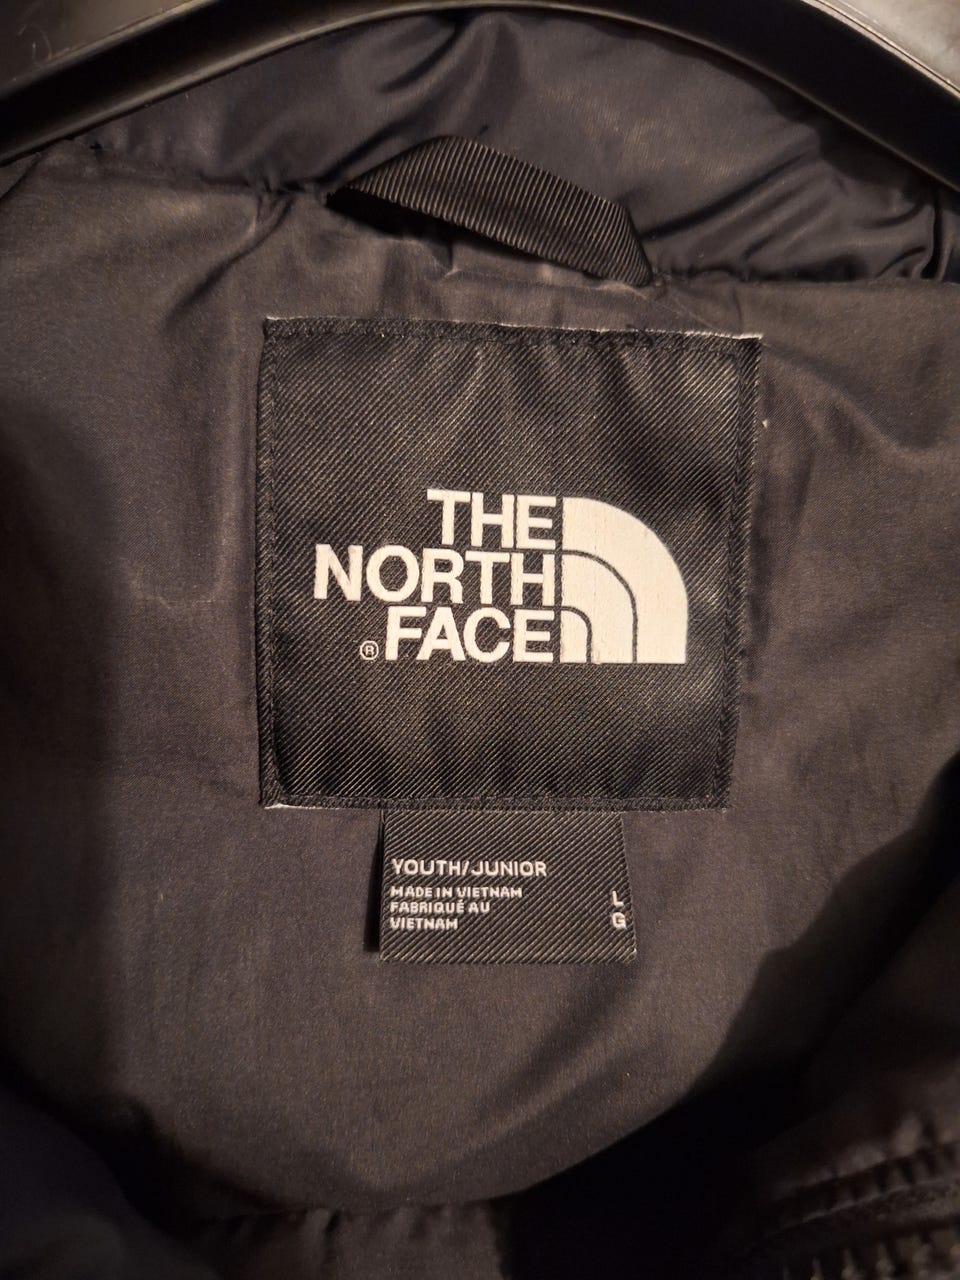 THE
NORTH
® FACE
YOUTH/JUNIOR
MADE IN VIETNAM
FABRIQUÉ AU
VIETNAM
L
G